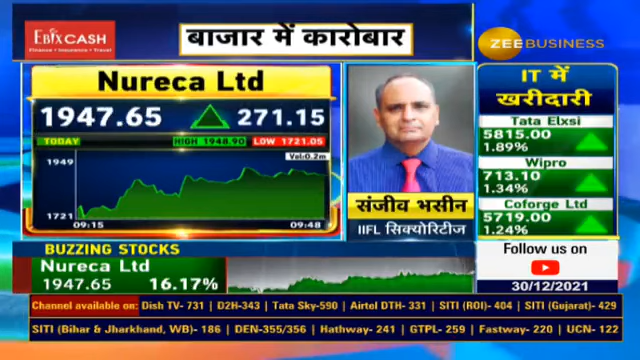 EbixCASH
Finance • Insurance • Travel
बाजार में कारोबार
ZEE BUSINESS
Nureca Ltd
1947.65 271.15
TODAY HIGH 1948.90 LOW 1721.05
Vol:0.2m
1949
1721
09:15 09:48
संजीव भसीन
IIFL सिक्योरिटीज
IT में
खरीदारी
Tata Elxsi
5815.00
1.89%
Wipro
713.10
1.34%
Coforge Ltd
5719.00
1.24%
BUZZING STOCKS
Nureca Ltd
1947.65 16.17%
Follow us on
30/12/2021
Channel available on: Dish TV- 731 | D2H-343 | Tata Sky-590 | Airtel DTH- 331 | SITI (ROI)- 404 | SITI (Gujarat)- 429
SITI (Bihar & Jharkhand, WB)- 186 | DEN-355/356 | Hathway- 241 | GTPL- 259 | Fastway- 220 | UCN- 122